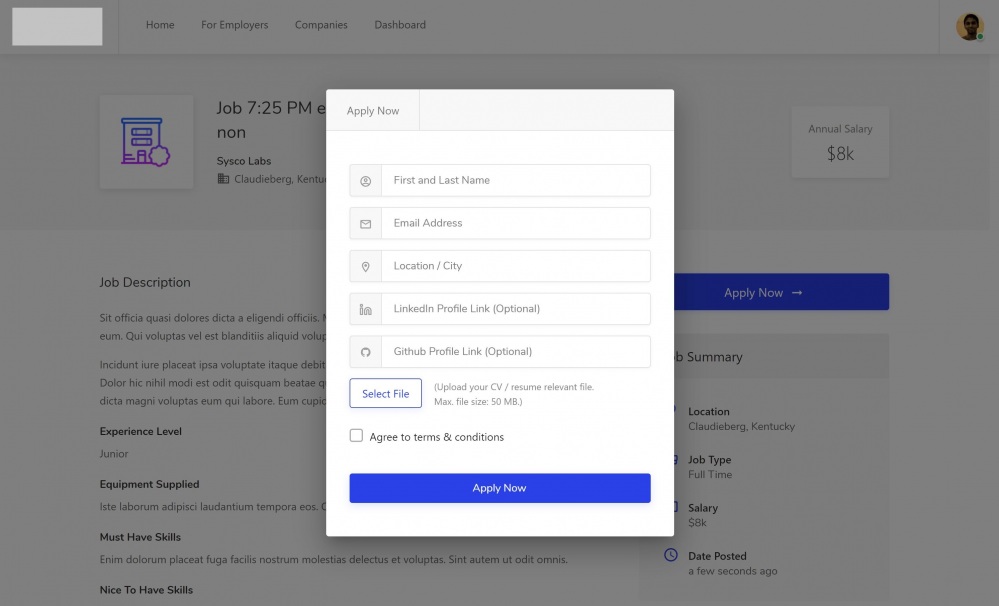 Home For Employers Companies Dashboard
Job 7:25 PM e
non
Sysco Labs
Claudieberg, Kentu
Annual Salary
$8k
Apply Now
First and Last Name
Email Address
Location / City
LinkedIn Profile Link (Optional)
Github Profile Link (Optional)
Select File
(Upload your CV / resume relevant file.
Max. file size: 50 MB.)
Agree to terms & conditions
Apply Now
Job Description
Sit officia quasi dolores dicta a eligendi officiis.
eum. Qui voluptas vel est blanditiis aliquid volup
Incidunt iure placeat ipsa voluptate itaque debit
Dolor hic nihil modi est odit quisquam beatae q
dicta magni voluptas eum qui labore. Eum cupic
Experience Level
Junior
Equipment Supplied
Iste laborum adipisci laudantium tempora eos.
Must Have Skills
Enim dolorum placeat fuga facilis nostrum molestias delectus et voluptas. Sint autem ut odit omnis.
Nice To Have Skills
Apply Now →
b Summary
Location
Claudieberg, Kentucky
Job Type
Full Time
Salary
$8k
Date Posted
a few seconds ago